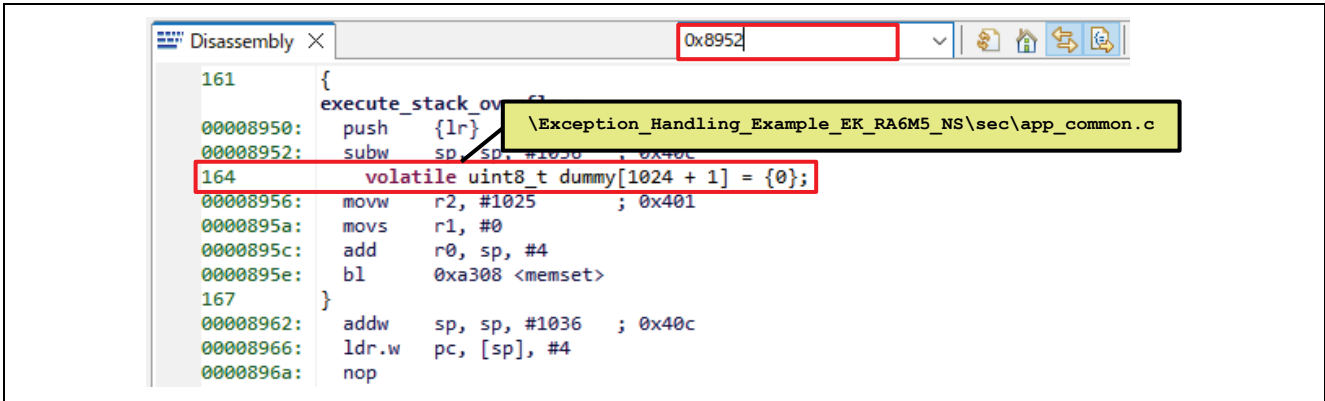 Disassembly
0x8952
161 {
execute_stack_ov
00008950: push {lr}
\Exception_Handling_Example_EK_RA6M5_NS\sec\app_common.c
00008952: subw sp, sp, #1036 ; 0x40c
164 volatile uint8_t dummy[1024 + 1] = {0};
00008956: movw r2, #1025 ; 0x401
0000895a: movs r1, #0
0000895c: add r0, sp, #4
0000895e: bl 0xa308 <memset>
167 }
00008962: addw sp, sp, #1036 ; 0x40c
00008966: ldr.w pc, [sp], #4
0000896a: nop